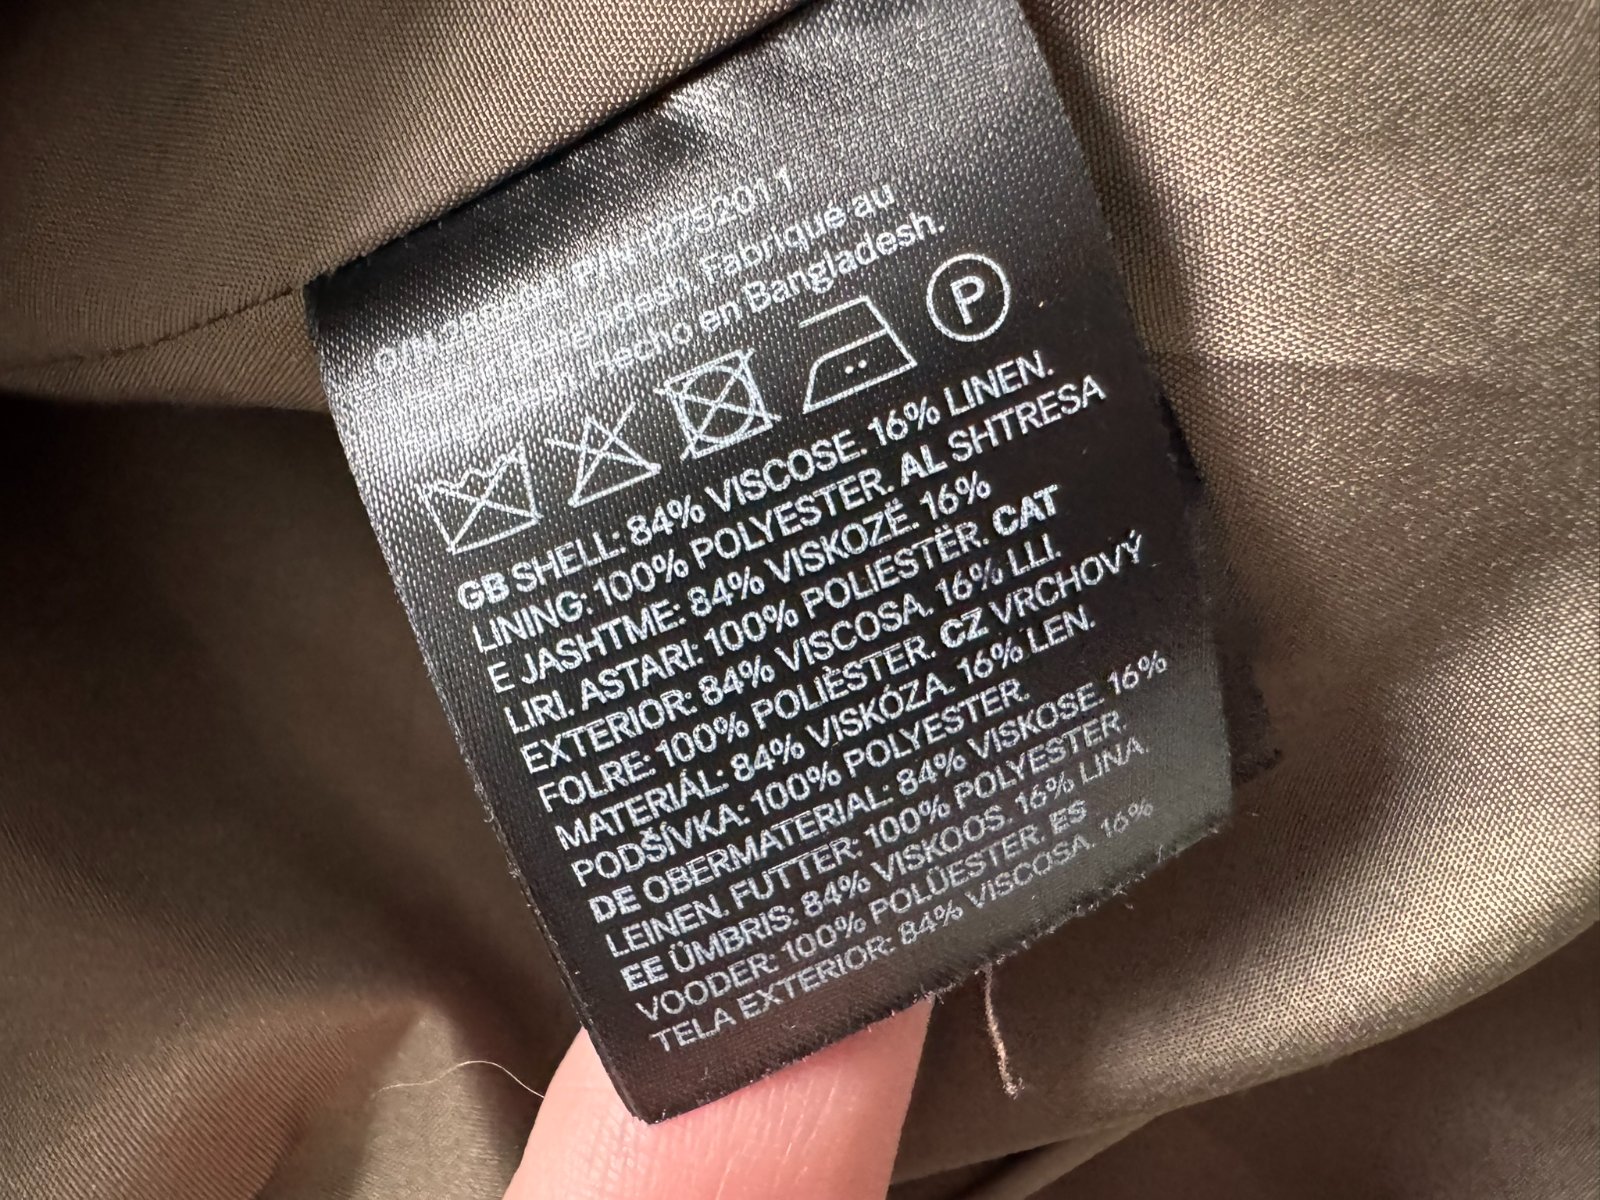 P/N 12752011
Bangladesh. Fabriqué au
Hecho en Bangladesh.
P
GB SHELL: 84% VISCOSE. 16% LINEN.
LINING: 100% POLYESTER. AL SHTRESA
E JASHTME: 84% VISKOZË. 16%
LIRI. ASTARI: 100% POLIESTËR. CAT
EXTERIOR: 84% VISCOSA. 16% LLI.
FOLRE: 100% POLIÈSTER. CZ VRCHOVÝ
MATERIÁL: 84% VISKÓZA. 16% LEN.
PODŠÍVKA: 100% POLYESTER.
DE OBERMATERIAL: 84% VISKOSE. 16%
LEINEN. FUTTER: 100% POLYESTER.
EE ÜMBRIS: 84% VISKOOS. 16% LINA.
VOODER: 100% POLÜESTER. ES
TELA EXTERIOR: 84% VISCOSA. 16%